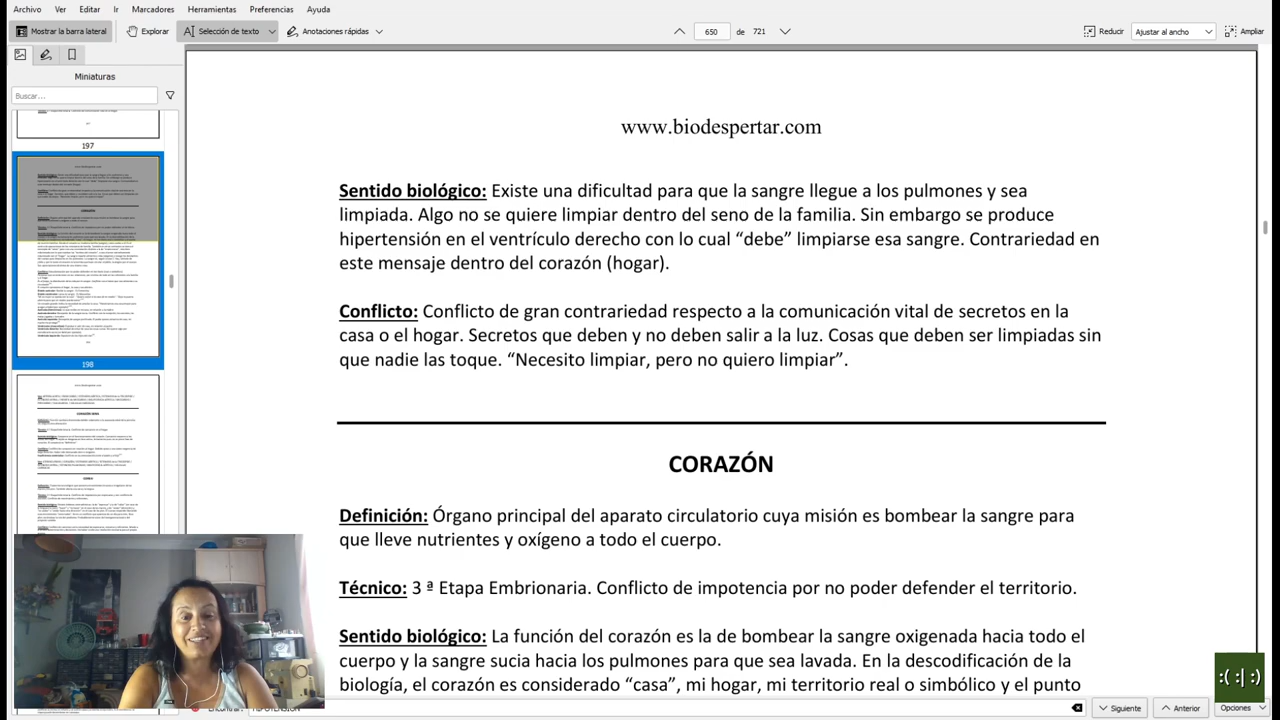 Archivo Ver Editar Ir Marcadores Herramientas Preferencias Ayuda
Mostrar la barra lateral Explorar Selección de texto Anotaciones rápidas 650 de 721 Reducir Ajustar al ancho Ampliar
Miniaturas
Buscar...
197
198
www.biodespertar.com
Sentido biológico: Existe una dificultad para que la sangre llegue a los pulmones y sea
limpiada. Algo no se quiere limpiar dentro del seno de la familia. Sin embargo se produce
hipertensión en el ventrículo derecho con lo cual “debe” limpiarse esa sangre. Contrariedad en
este mensaje dentro del corazón (hogar).
Conflicto: Conflicto de gran contrariedad respecto a la comunicación vital de secretos en la
casa o el hogar. Secretos que deben y no deben salir a la luz. Cosas que deben ser limpiadas sin
que nadie las toque. “Necesito limpiar, pero no quiero limpiar”.
CORAZÓN
Definición: Órgano principal del aparato circulatorio cuya función es bombear la sangre para
que lleve nutrientes y oxígeno a todo el cuerpo.
Técnico: 3 ª Etapa Embrionaria. Conflicto de impotencia por no poder defender el territorio.
Sentido biológico: La función del corazón es la de bombear la sangre oxigenada hacia todo el
cuerpo y la sangre sucia hacia los pulmones para que sea lavada. En la descodificación de la
biología, el corazón es considerado “casa”, mi hogar, mi territorio real o simbólico y el punto
:( :| :)
Siguiente Anterior Opciones